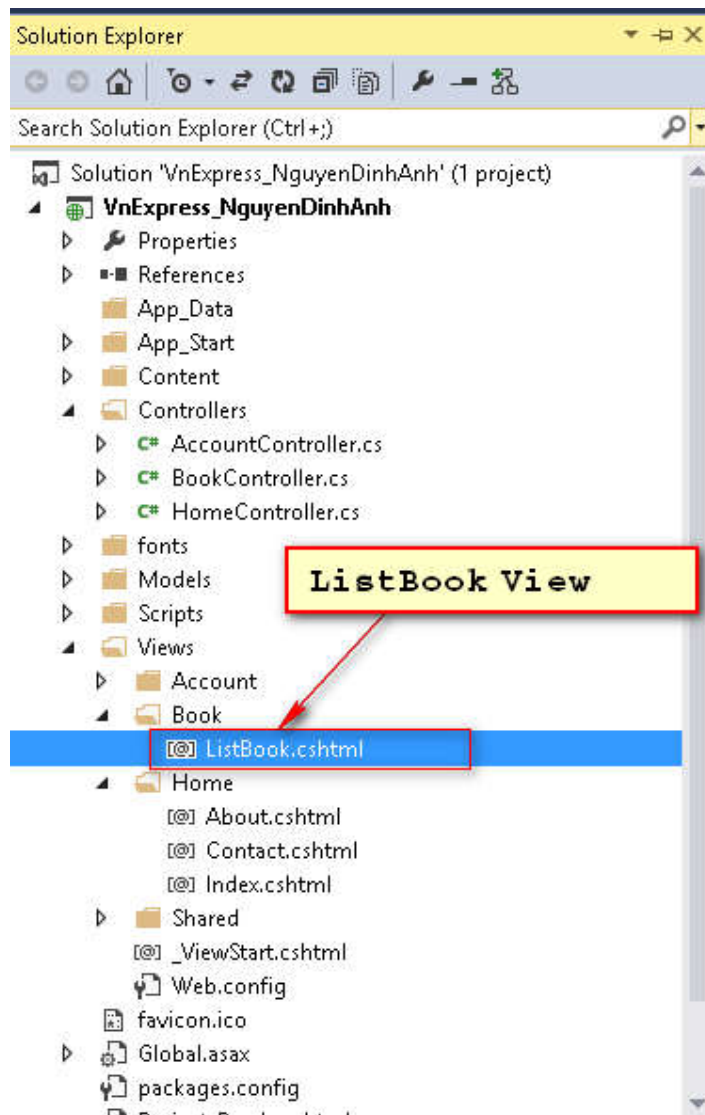 Solution Explorer
Search Solution Explorer (Ctrl+;)
Solution 'VnExpress_NguyenDinhAnh' (1 project)
VnExpress_NguyenDinhAnh
Properties
References
App_Data
App_Start
Content
Controllers
C# AccountController.cs
C# BookController.cs
C# HomeController.cs
fonts
Models
ListBook View
Scripts
Views
Account
Book
[@] ListBook.cshtml
Home
[@] About.cshtml
[@] Contact.cshtml
[@] Index.cshtml
Shared
[@] _ViewStart.cshtml
Web.config
favicon.ico
Global.asax
packages.config